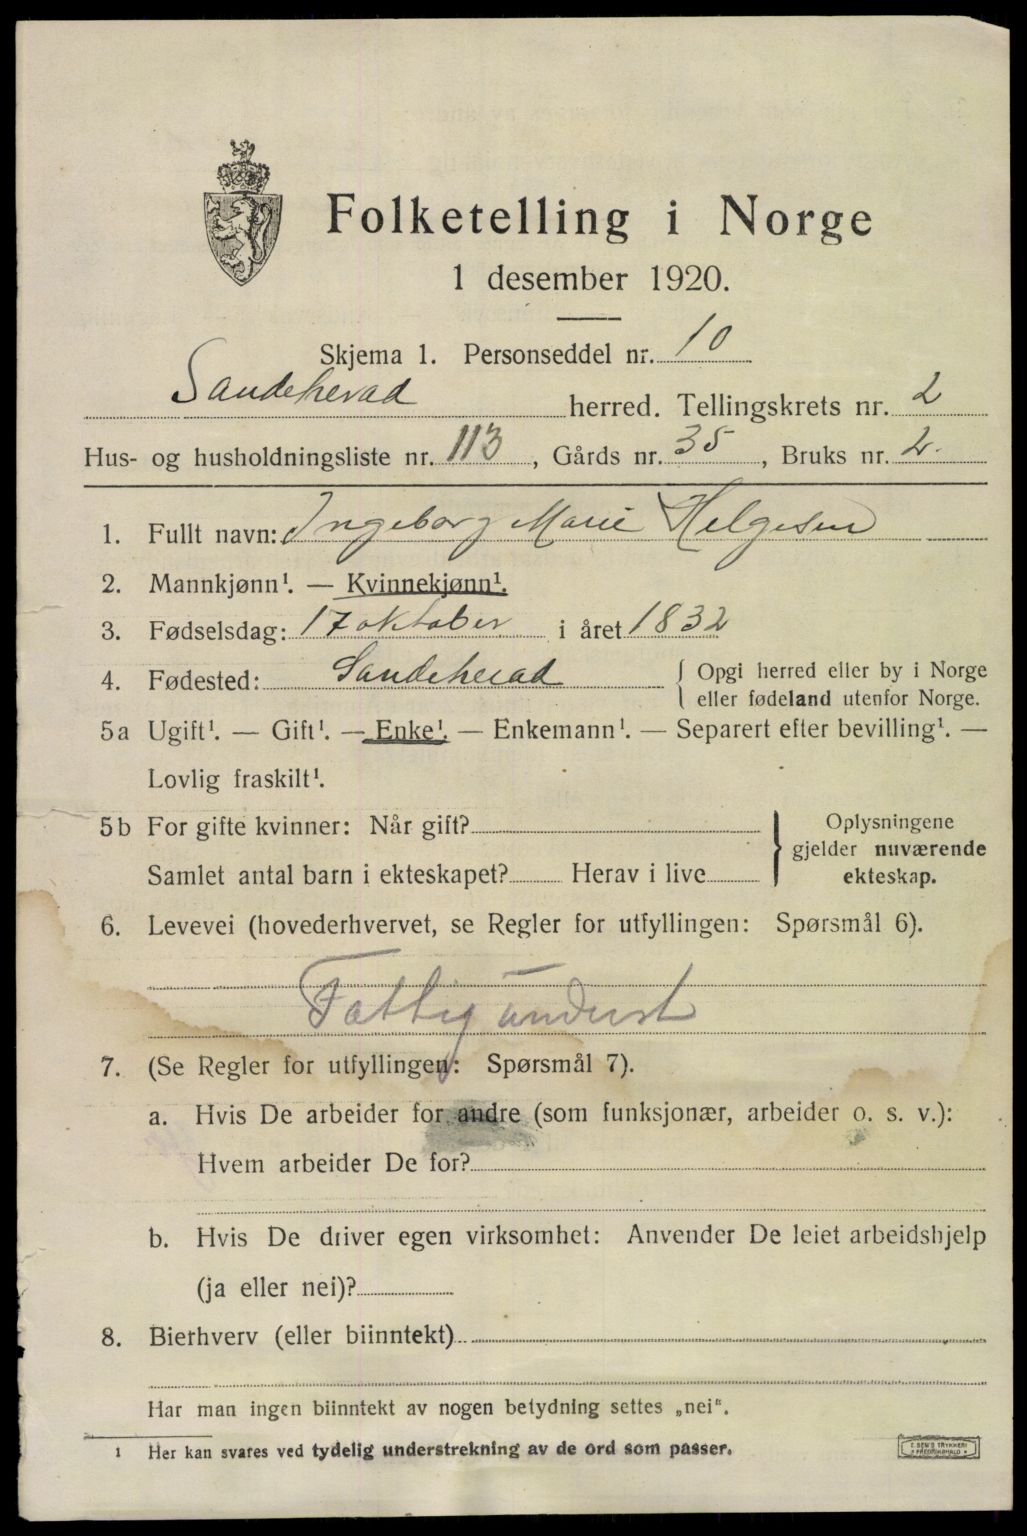 Folketelling i Norge
1 desember 1920.
Skjema 1. Personseddel nr. 10
Sandeherad herred. Tellingskrets nr. 2
Hus- og husholdningsliste nr. 113, Gårds nr. 35, Bruks nr. 2.
1. Fullt navn: Ingeborg Marie Helgesen
2. Mannkjønn¹. — Kvinnekjønn¹.
3. Fødselsdag: 17 oktober i året 1832
4. Fødested: Sandeherad { Opgi herred eller by i Norge
eller fødeland utenfor Norge.
5a Ugift¹. — Gift¹. — Enke¹. — Enkemann¹. — Separert efter bevilling¹. —
Lovlig fraskilt¹.
5b For gifte kvinner: Når gift?
Samlet antal barn i ekteskapet? Herav i live
} Oplysningene
gjelder nuværende
ekteskap.
6. Levevei (hovederhvervet, se Regler for utfyllingen: Spørsmål 6).
Fattigunderst
7. (Se Regler for utfyllingen: Spørsmål 7).
a. Hvis De arbeider for andre (som funksjonær, arbeider o. s. v.):
Hvem arbeider De for?
b. Hvis De driver egen virksomhet: Anvender De leiet arbeidshjelp
(ja eller nei)?
8. Bierhverv (eller biinntekt)
Har man ingen biinntekt av nogen betydning settes „nei".
¹ Her kan svares ved tydelig understrekning av de ord som passer.
E. SEM'S TRYKKERI
FREDRIKSHALD